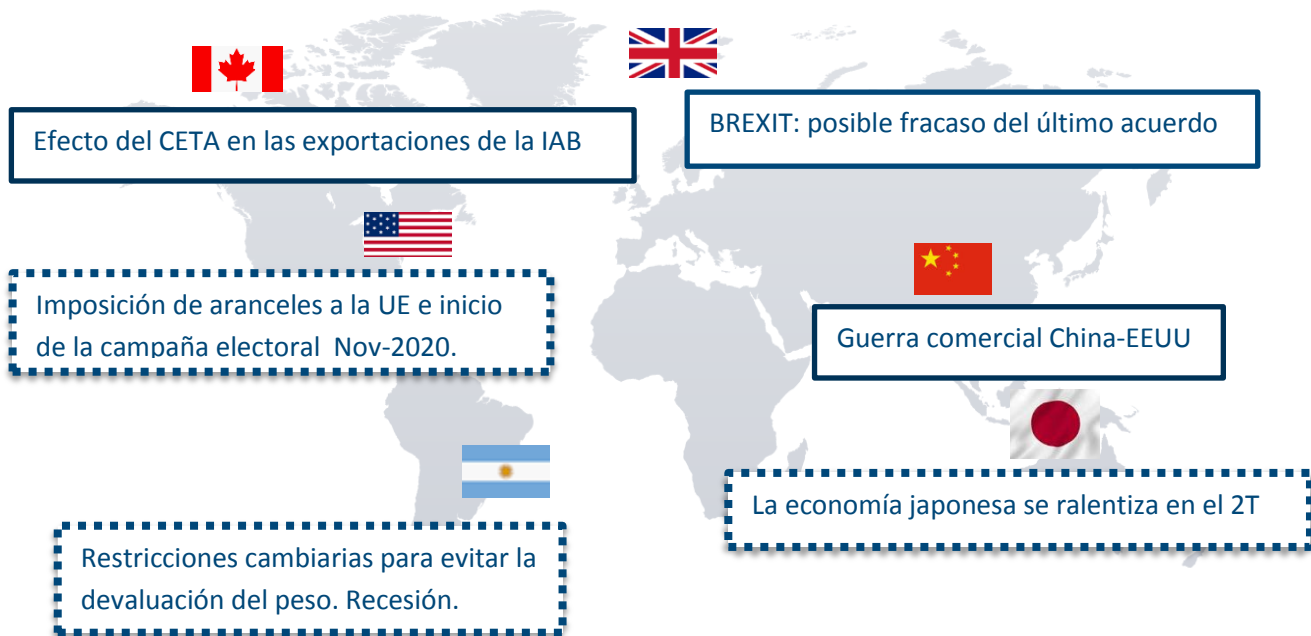 Efecto del CETA en las exportaciones de la IAB
BREXIT: posible fracaso del último acuerdo
Imposición de aranceles a la UE e inicio
de la campaña electoral Nov-2020.
Guerra comercial China-EEUU
La economía japonesa se ralentiza en el 2T
Restricciones cambiarias para evitar la
devaluación del peso. Recesión.